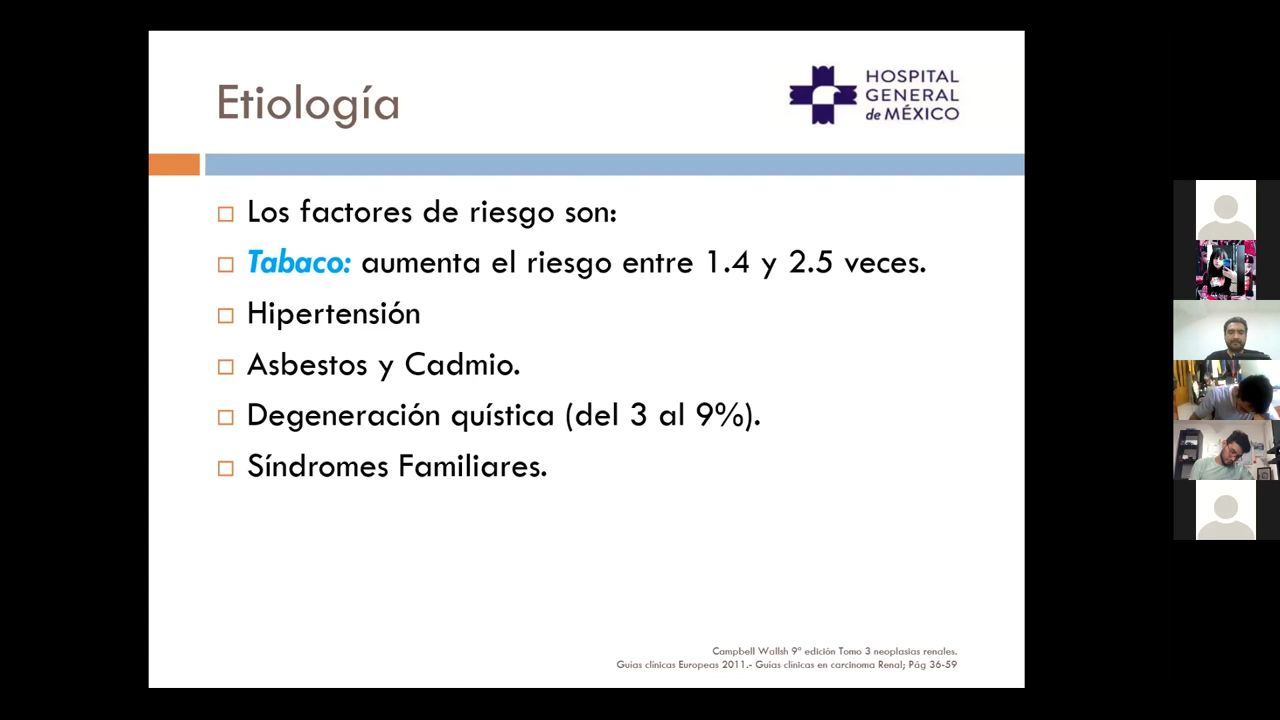 Etiología
HOSPITAL
GENERAL
de MÉXICO
Los factores de riesgo son:
Tabaco: aumenta el riesgo entre 1.4 y 2.5 veces.
Hipertensión
Asbestos y Cadmio.
Degeneración quística (del 3 al 9%).
Síndromes Familiares.
Campbell Wallsh 9ª edición Tomo 3 neoplasias renales.
Guías clínicas Europeas 2011.- Guías clínicas en carcinoma Renal; Pág 36-59